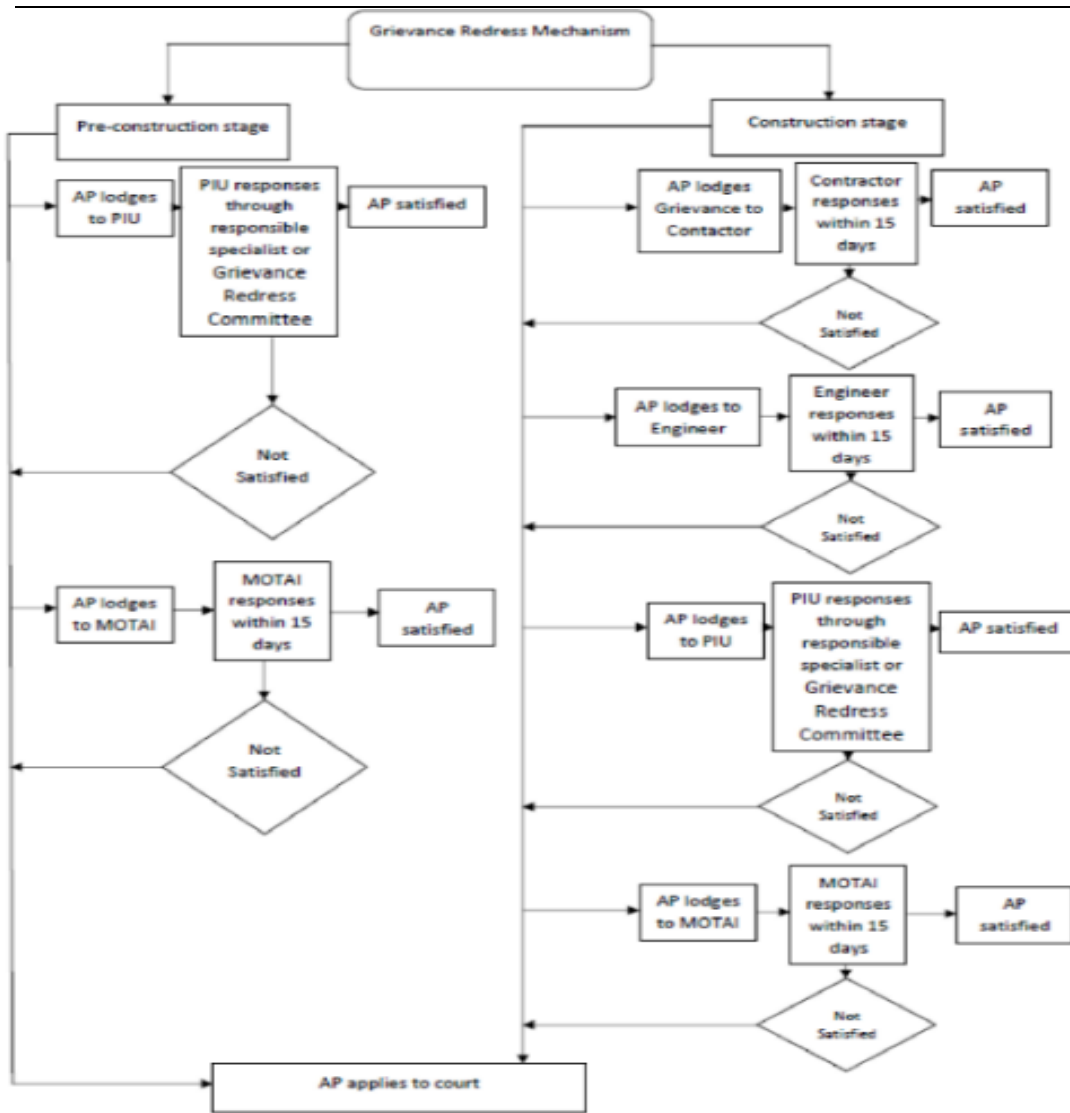 Grievance Redress Mechanism
Pre-construction stage
AP lodges
to PIU
PIU responses
through
responsible
specialist or
Grievance
Redress
Committee
AP satisfied
Not
Satisfied
AP lodges
to MOTAI
MOTAI
responses
within 15
days
AP
satisfied
Not
Satisfied
Construction stage
AP lodges
Grievance to
Contactor
Contractor
responses
within 15
days
AP
satisfied
Not
Satisfied
AP lodges to
Engineer
Engineer
responses
within 15
days
AP
satisfied
Not
Satisfied
AP lodges
to PIU
PIU responses
through
responsible
specialist or
Grievance
Redress
Committee
AP satisfied
Not
Satisfied
AP lodges
to MOTAI
MOTAI
responses
within 15
days
AP
satisfied
Not
Satisfied
AP applies to court